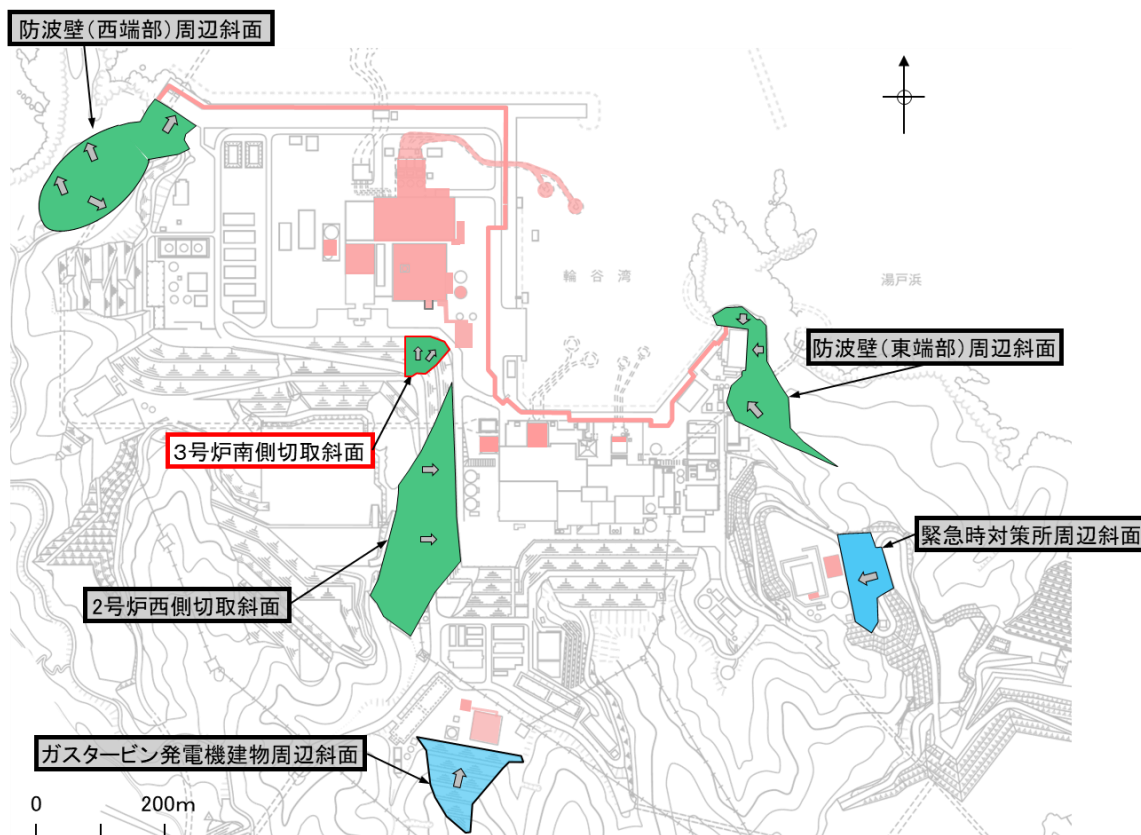 防波壁(西端部)周辺斜面
輪谷湾
湯戸浜
防波壁(東端部)周辺斜面
3号炉南側切取斜面
緊急時対策所周辺斜面
2号炉西側切取斜面
ガスタービン発電機建物周辺斜面
0 200m